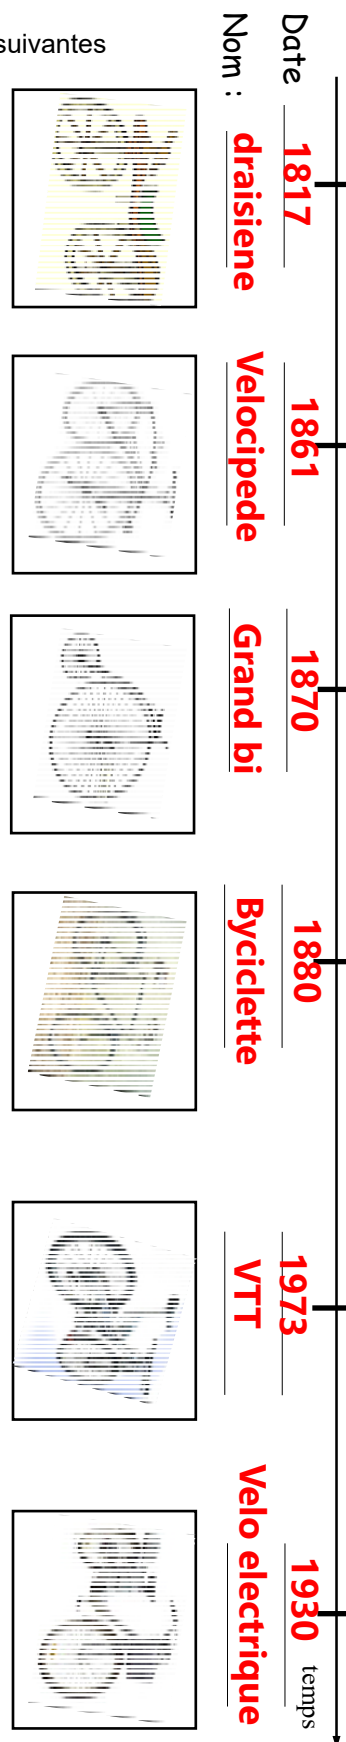 suivantes
Date 1817 1861 1870 1880 1973 1930
temps
Nom : draisiene Velocipede Grand bi Byciclette VTT Velo electrique